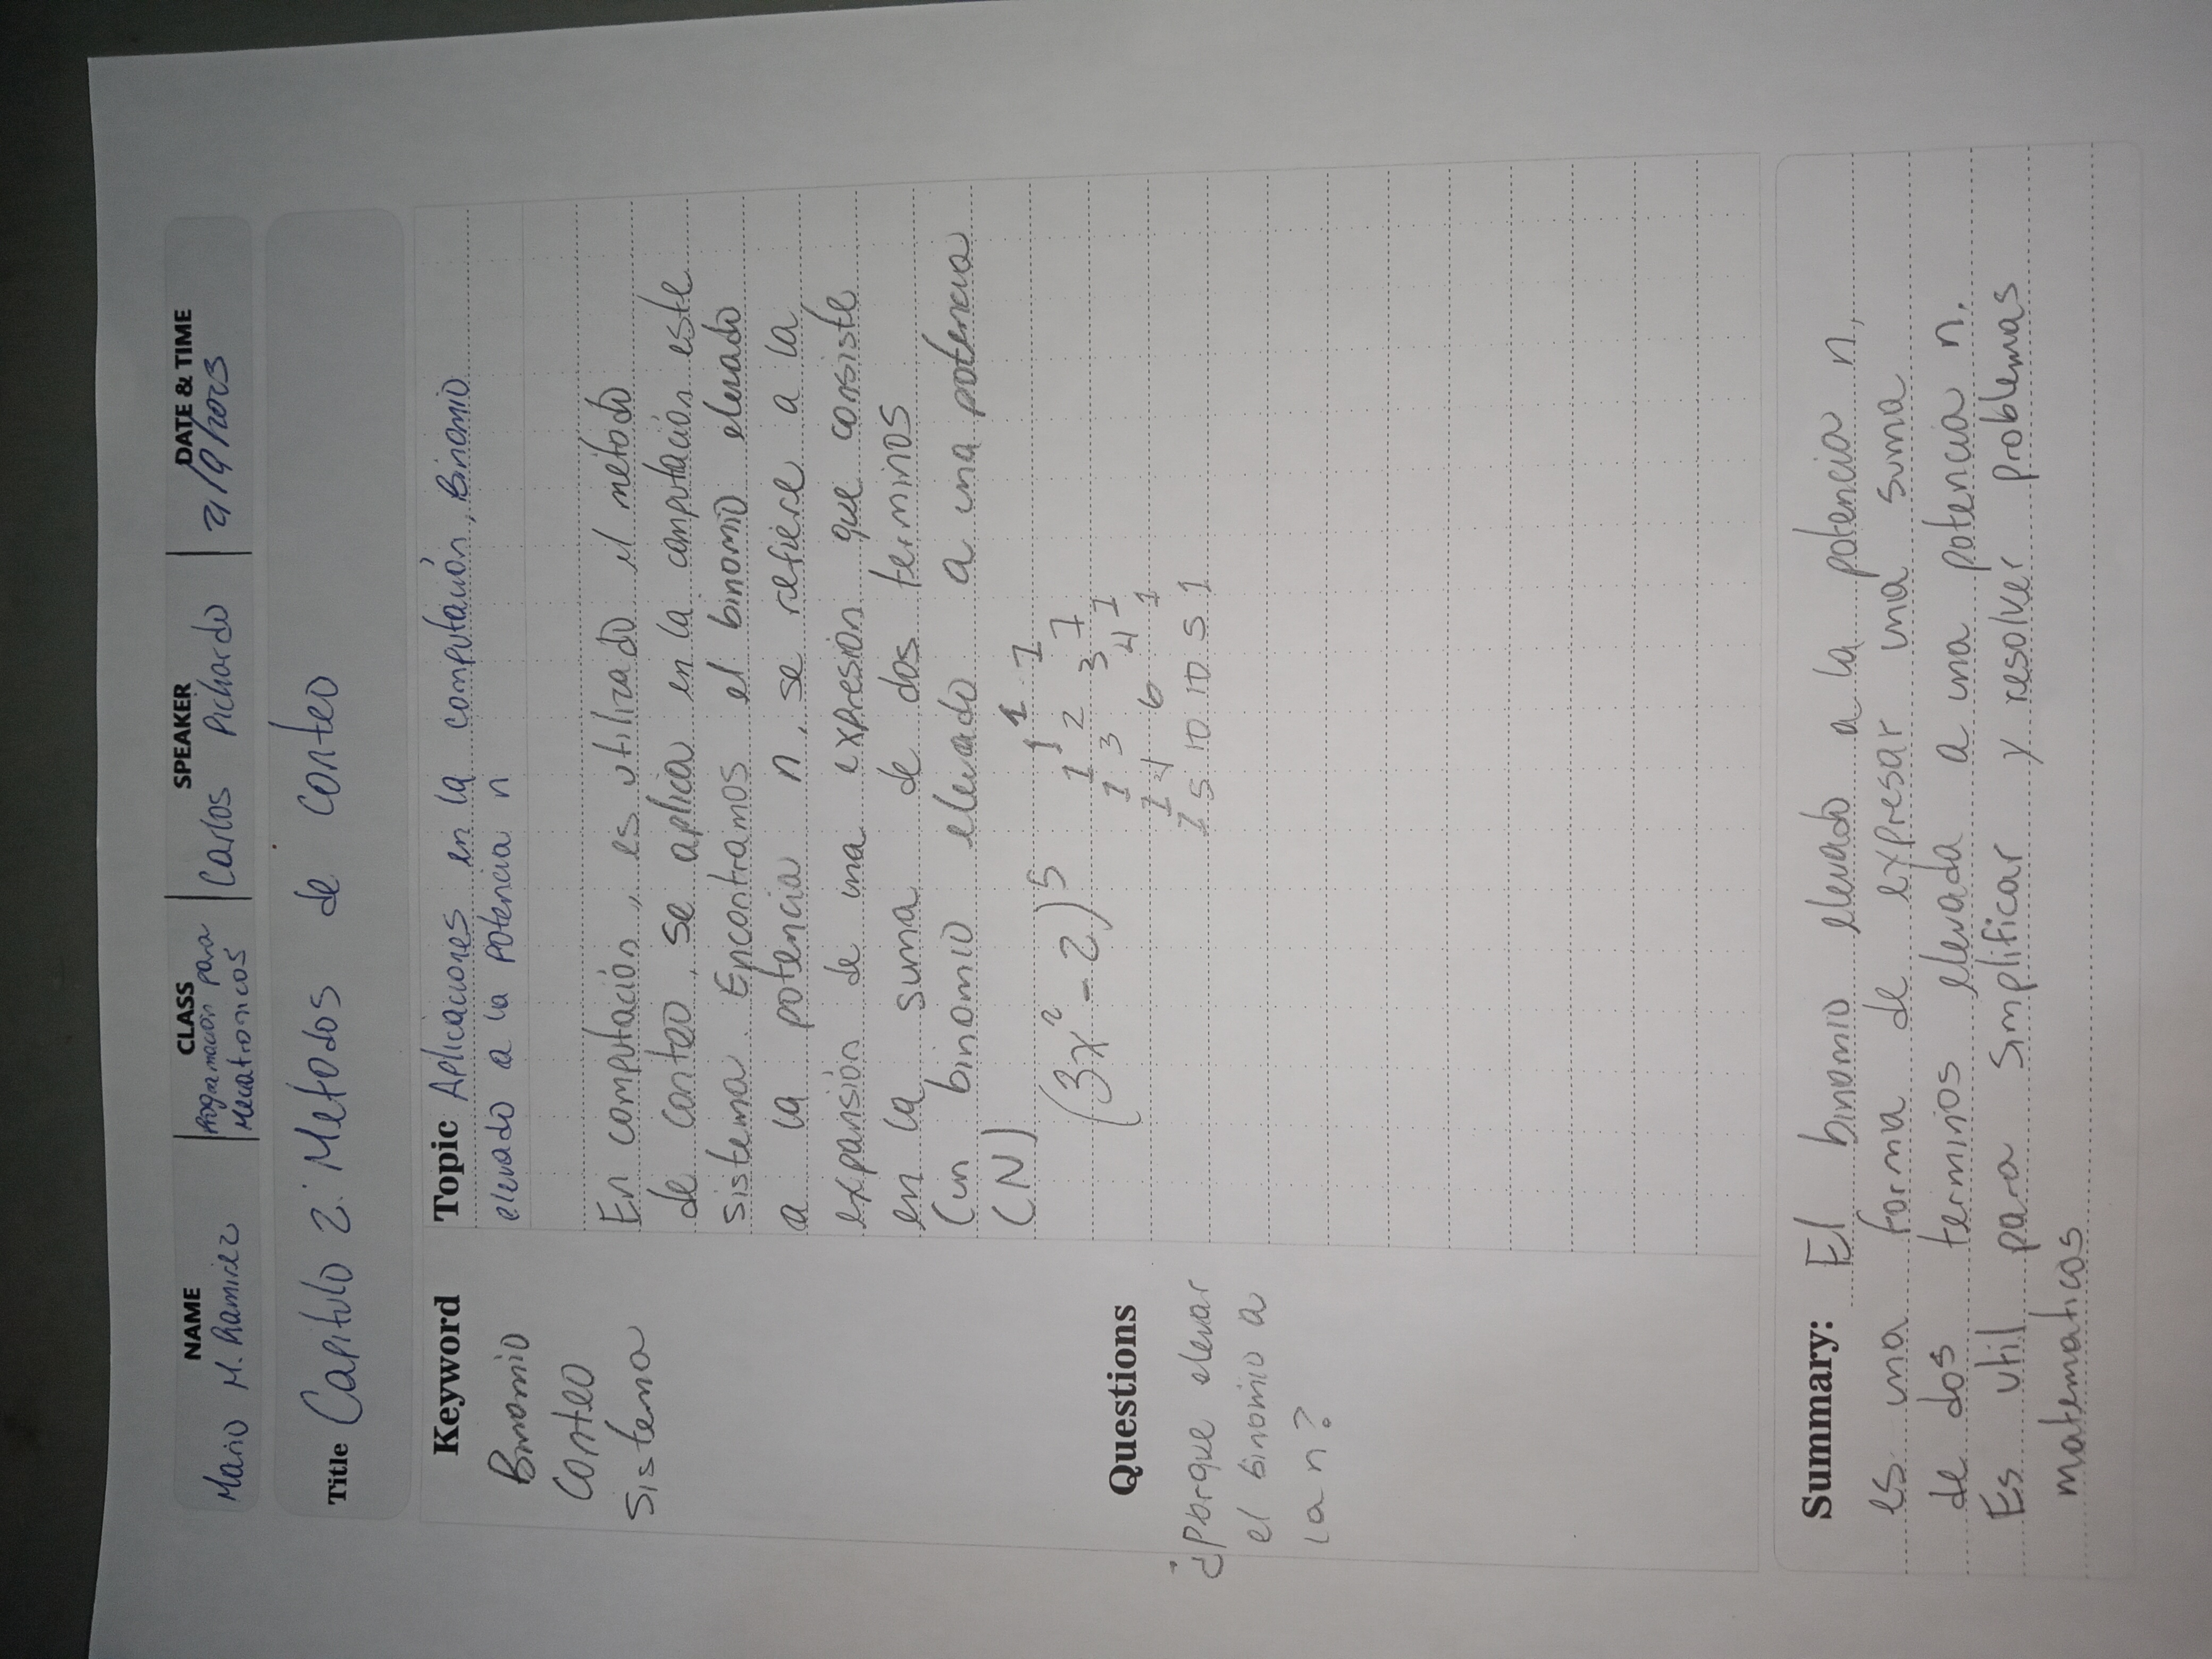 NAME
CLASS
SPEAKER
DATE & TIME
Mario M. Ramirez
Programación para
Mecatronicos
Carlos Pichardo
21/9/2023
Title Capitulo 2: Metodos de conteo
Keyword
Binomio
Conteo
Sistema
Topic Aplicaciones en la computación, Binomio
elevado a la potencia n
En computación, es utilizado el método
de conteo, se aplica en la computación este
sistema. Encontramos el binomio elevado
a la potencia n, se refiere a la
expansión de una expresión que consiste
en la suma de dos terminos
(un binomio elevado a una potencia
(N)
(3x² - 2)⁵
1
1 1
1 2 1
1 3 3 1
1 4 6 4 1
1 5 10 10 5 1
Questions
¿Porque elevar
el binomio a
la n?
Summary: El binomio elevado a la potencia n,
es una forma de expresar una suma
de dos terminos elevada a una potencia n.
Es util para simplificar y resolver problemas
matematicos